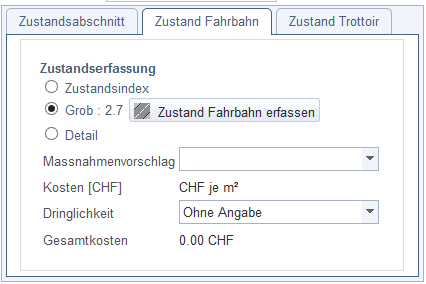 Zustandsabschnitt Zustand Fahrbahn Zustand Trottoir
Zustandserfassung
Zustandsindex
Grob : 2.7 Zustand Fahrbahn erfassen
Detail
Massnahmenvorschlag
Kosten [CHF] CHF je m²
Dringlichkeit Ohne Angabe
Gesamtkosten 0.00 CHF